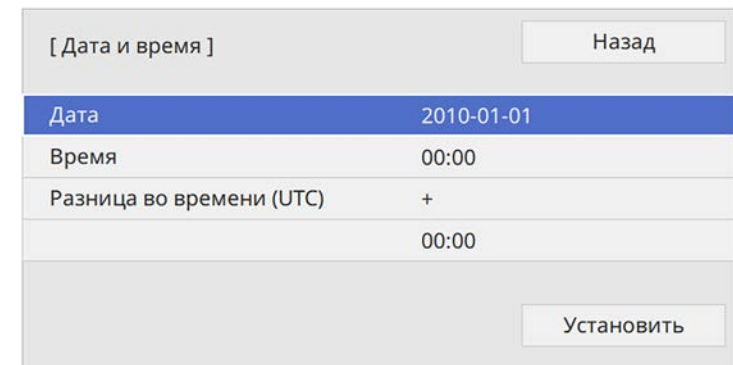 [ Дата и время ] Назад
Дата 2010-01-01
Время 00:00
Разница во времени (UTC) +
00:00
Установить